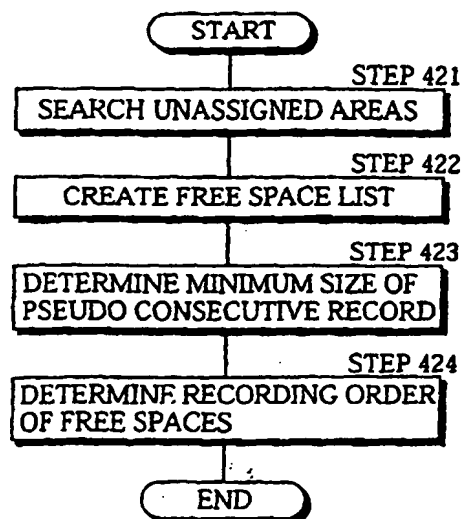 START
STEP 421
SEARCH UNASSIGNED AREAS
STEP 422
CREATE FREE SPACE LIST
STEP 423
DETERMINE MINIMUM SIZE OF
PSEUDO CONSECUTIVE RECORD
STEP 424
DETERMINE RECORDING ORDER
OF FREE SPACES
END